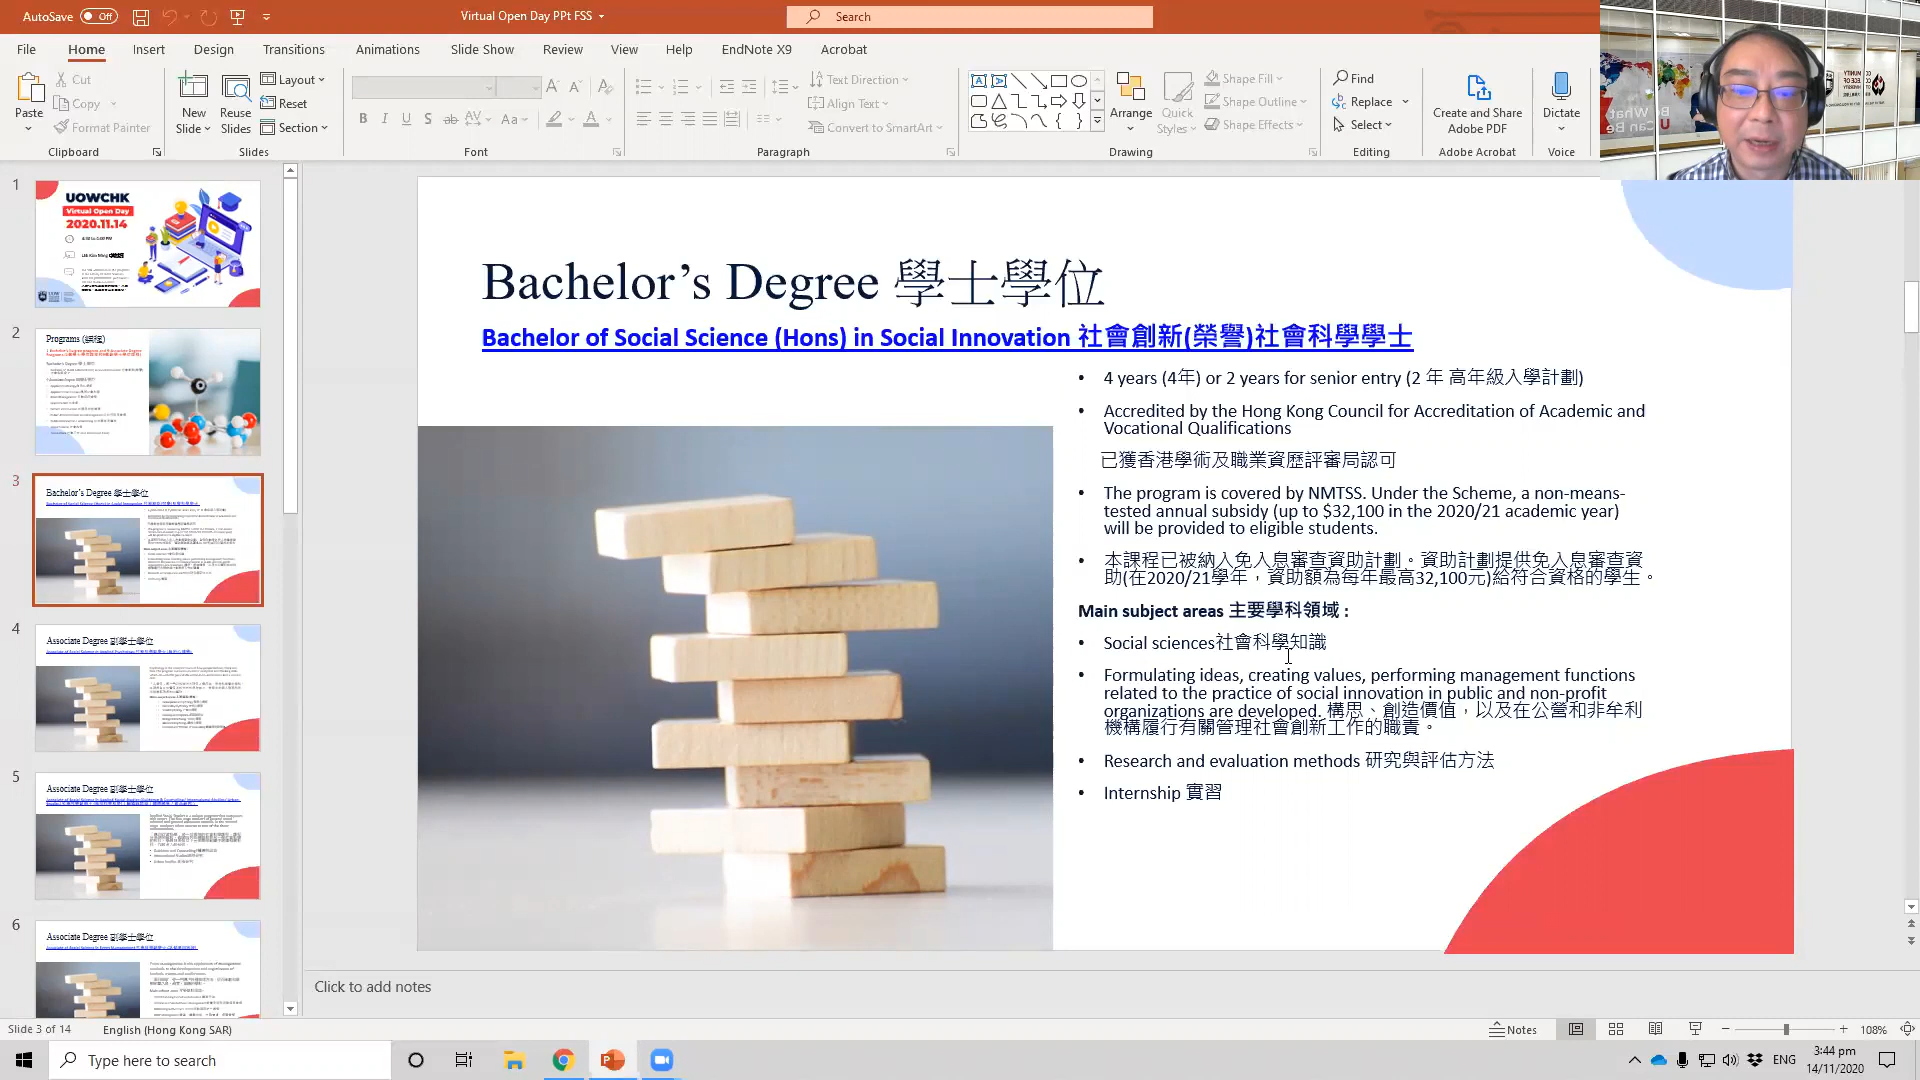 AutoSave Off
Virtual Open Day PPt FSS
Search
File Home Insert Design Transitions Animations Slide Show Review View Help EndNote X9 Acrobat
Paste
Cut
Copy
Format Painter
Clipboard
New Slide
Reuse Slides
Layout
Reset
Section
Slides
Font
Text Direction
Align Text
Convert to SmartArt
Paragraph
Arrange
Quick Styles
Shape Fill
Shape Outline
Shape Effects
Drawing
Find
Replace
Select
Editing
Create and Share Adobe PDF
Adobe Acrobat
Dictate
Voice
1
UOWCHK
Virtual Open Day
2020.11.14
2
Programs (課程)
3
Bachelor's Degree 學士學位
4
Associate Degree 副學士學位
5
Associate Degree 副學士學位
6
Associate Degree 副學士學位
Bachelor’s Degree 學士學位
Bachelor of Social Science (Hons) in Social Innovation 社會創新(榮譽)社會科學學士
• 4 years (4年) or 2 years for senior entry (2 年 高年級入學計劃)
• Accredited by the Hong Kong Council for Accreditation of Academic and
Vocational Qualifications
已獲香港學術及職業資歷評審局認可
• The program is covered by NMTSS. Under the Scheme, a non-means-
tested annual subsidy (up to $32,100 in the 2020/21 academic year)
will be provided to eligible students.
• 本課程已被納入免入息審查資助計劃。資助計劃提供免入息審查資
助(在2020/21學年，資助額為每年最高32,100元)給符合資格的學生。
Main subject areas 主要學科領域 :
• Social sciences社會科學知識
• Formulating ideas, creating values, performing management functions
related to the practice of social innovation in public and non-profit
organizations are developed. 構思、創造價值，以及在公營和非牟利
機構履行有關管理社會創新工作的職責。
• Research and evaluation methods 研究與評估方法
• Internship 實習
Click to add notes
Slide 3 of 14 English (Hong Kong SAR)
Notes
108%
Type here to search
ENG
3:44 pm
14/11/2020